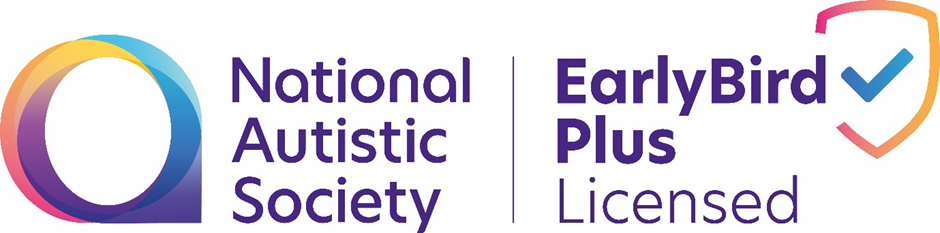 National
Autistic
Society
EarlyBird
Plus
Licensed